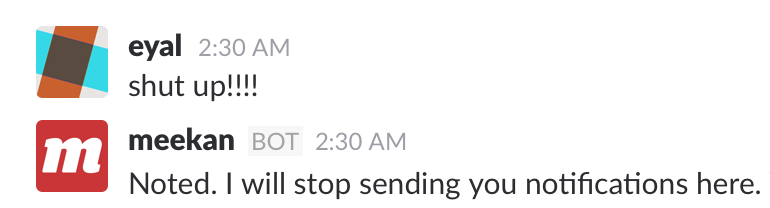 eyal 2:30 AM
shut up!!!!
m
meekan BOT 2:30 AM
Noted. I will stop sending you notifications here.